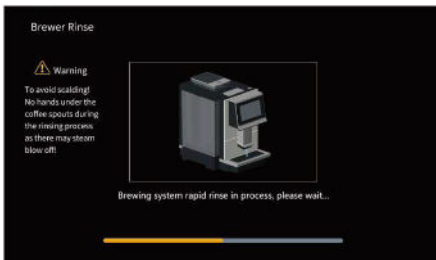 Brewer Rinse
Warning
To avoid scalding!
No hands under the
coffee spouts during
the rinsing process
as there may steam
blow off!
Brewing system rapid rinse in process, please wait...